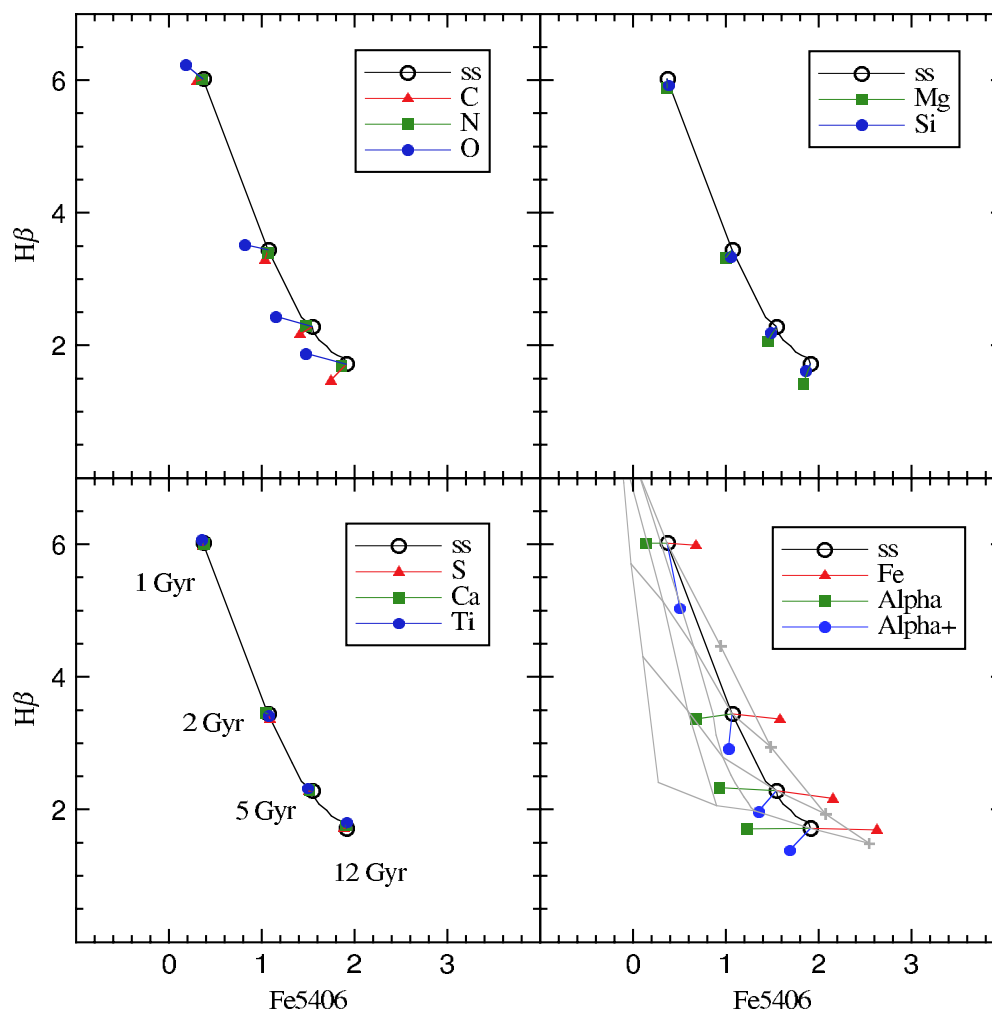 6
4
2
Hβ
ss
C
N
O
ss
Mg
Si
6
4
2
Hβ
1 Gyr
2 Gyr
5 Gyr
12 Gyr
ss
S
Ca
Ti
ss
Fe
Alpha
Alpha+
0 1 2 3
Fe5406
0 1 2 3
Fe5406